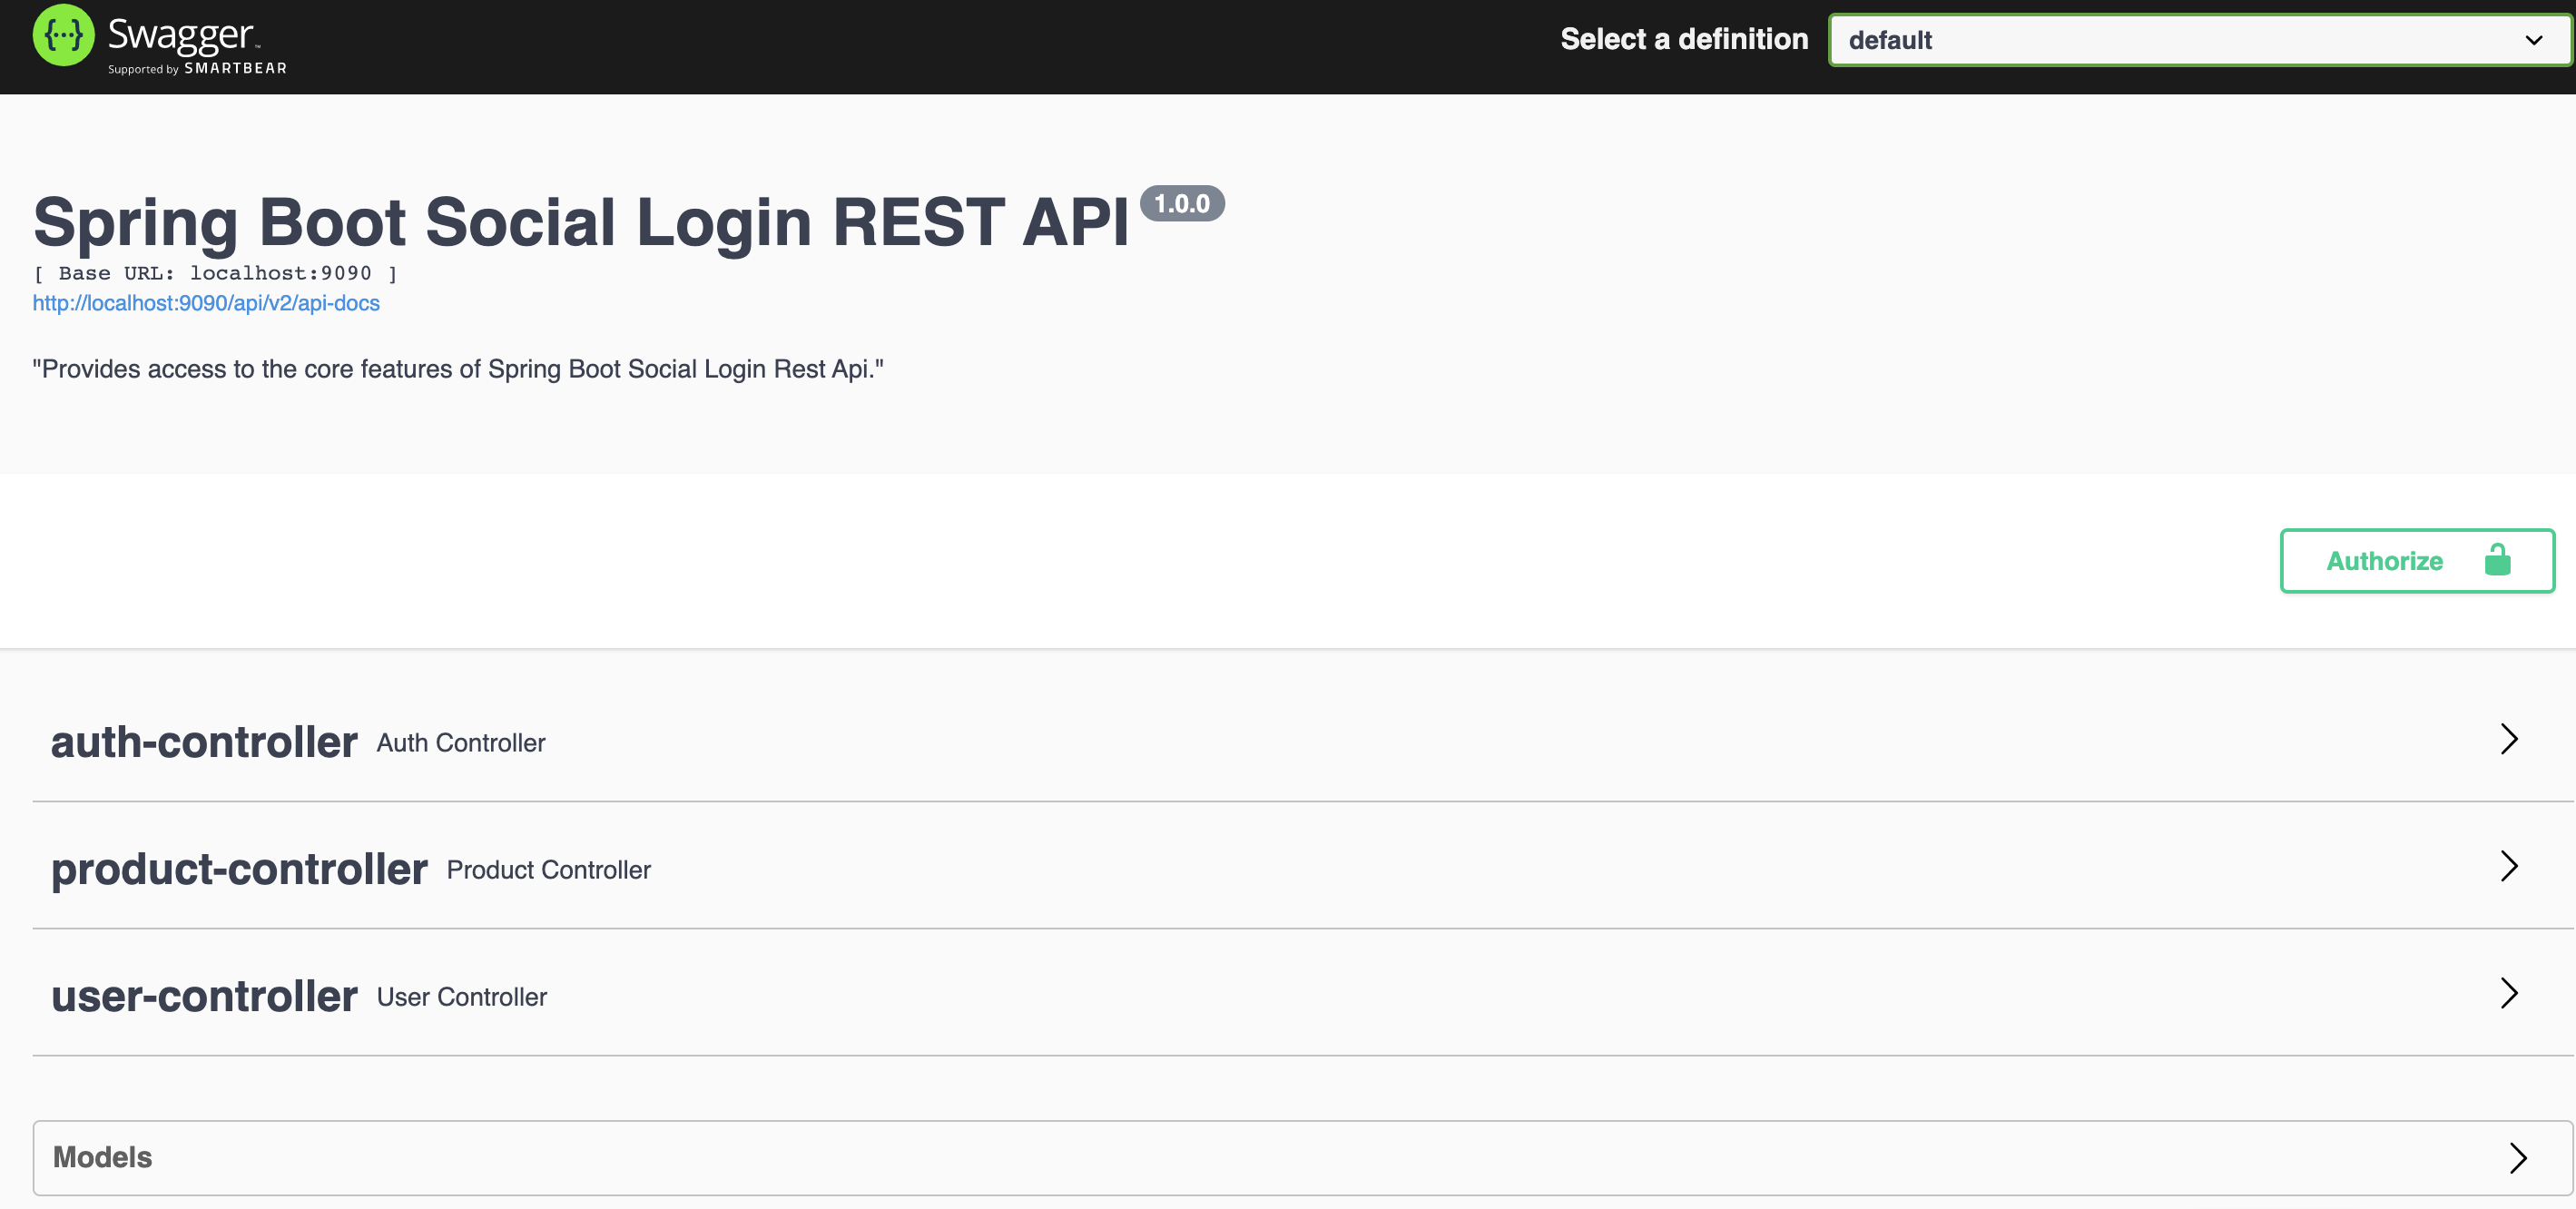 Swagger™
Supported by SMARTBEAR
Select a definition
default
Spring Boot Social Login REST API 1.0.0
[ Base URL: localhost:9090 ]
http://localhost:9090/api/v2/api-docs
"Provides access to the core features of Spring Boot Social Login Rest Api."
Authorize
auth-controller Auth Controller
product-controller Product Controller
user-controller User Controller
Models